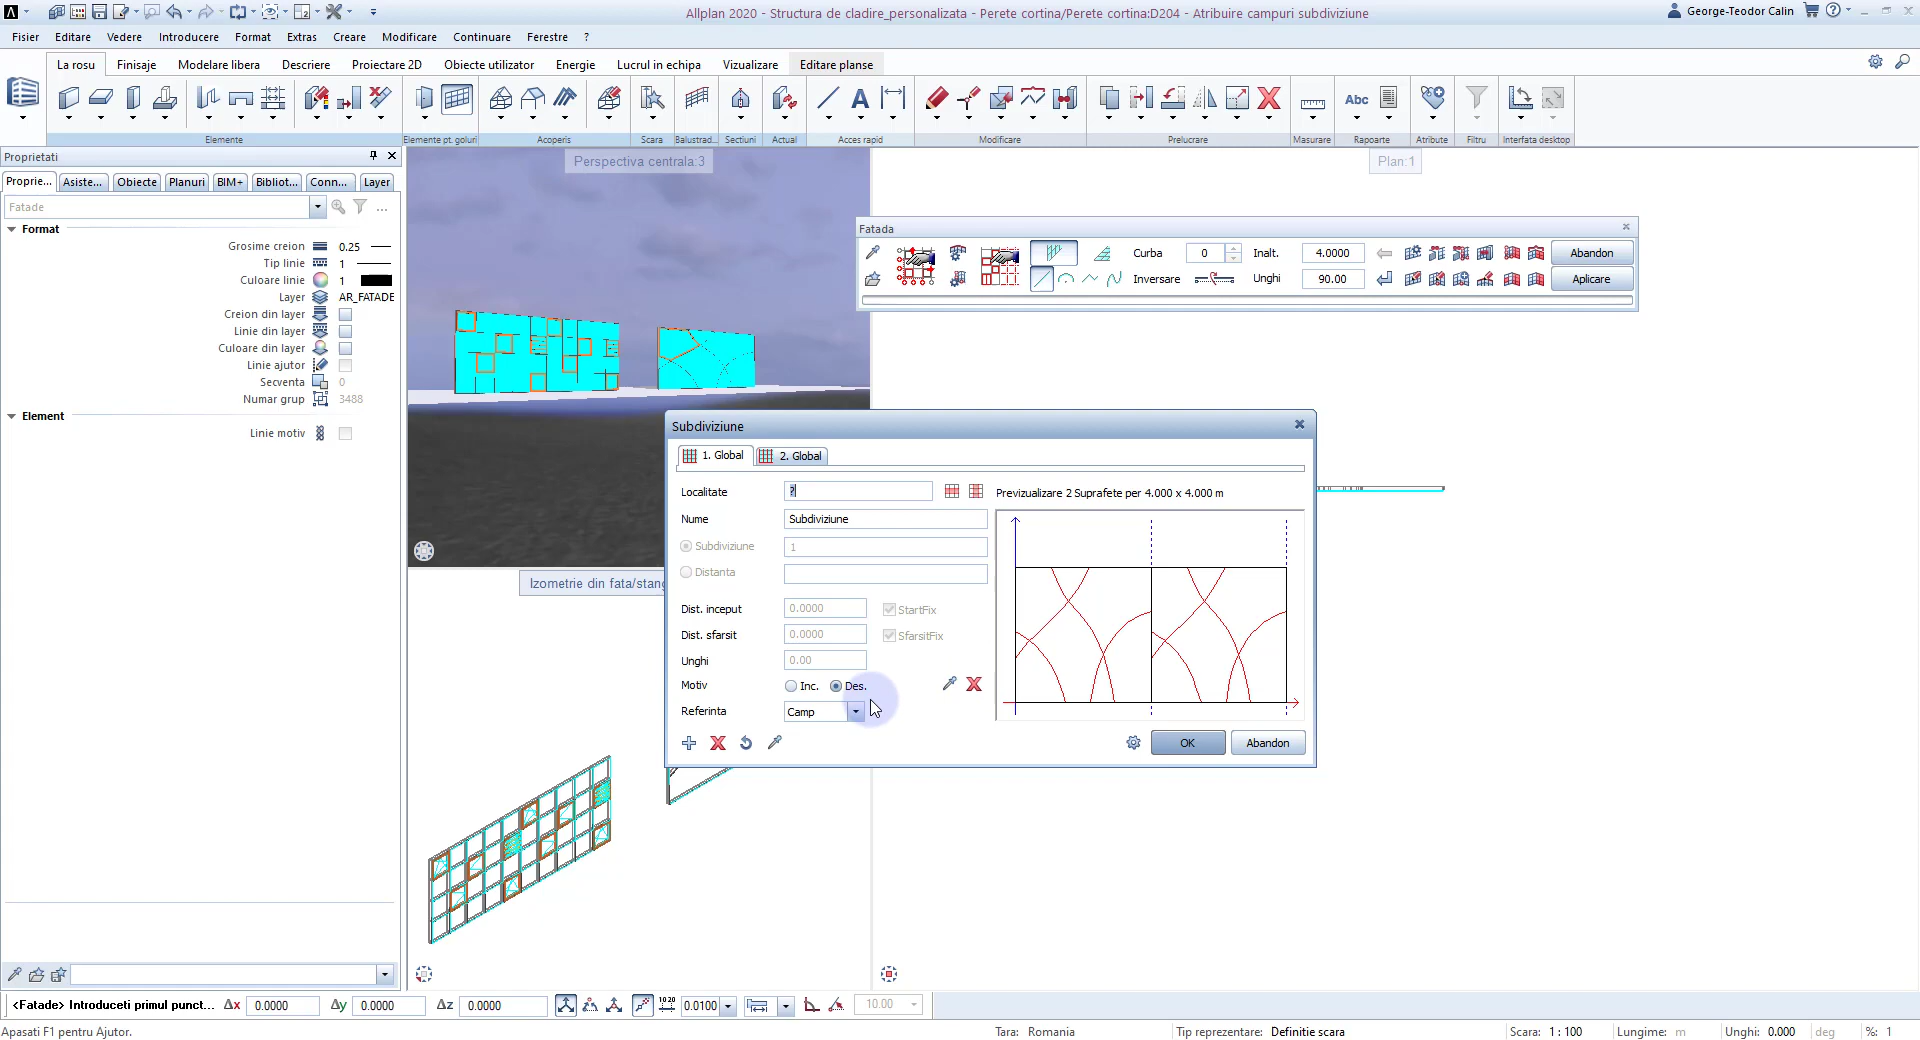 Allplan 2020 - Structura de cladire_personalizata - Perete cortina/Perete cortina:D204 - Atribuire campuri subdiviziune
George-Teodor Calin
Fisier Editare Vedere Introducere Format Extras Creare Modificare Continuare Ferestre ?
La rosu Finisaje Modelare libera Descriere Proiectare 2D Obiecte utilizator Energie Lucrul in echipa Vizualizare Editare planse
Abc
Elemente Elemente pt. goluri Acoperis Scara Balustrad... Sectiuni Actual Acces rapid Modificare Prelucrare Masurare Rapoarte Atribute Filtru Interfata desktop
Proprietati
Proprie... Asiste... Obiecte Planuri BIM+ Bibliot... Conn... Layer
Fatade
...
Format
Grosime creion 0.25
Tip linie 1
Culoare linie 1
Layer AR_FATADE
Creion din layer
Linie din layer
Culoare din layer
Linie ajutor
Secventa 0
Numar grup 3488
Element
Linie motiv
Perspectiva centrala:3
Plan:1
Fatada
Curba 0 Inalt. 4.0000 Abandon
Inversare Unghi 90.00 Aplicare
Subdiviziune
1. Global 2. Global
Localitate ?
Previzualizare 2 Suprafete per 4.000 x 4.000 m
Nume Subdiviziune
Subdiviziune 1
Distanta
Dist. inceput 0.0000 StartFix
Dist. sfarsit 0.0000 SfarsitFix
Unghi 0.00
Motiv Inc. Des.
Referinta Camp
OK Abandon
Izometrie din fata/stang
<Fatade> Introduceti primul punct... Δx 0.0000 Δy 0.0000 Δz 0.0000 1020 0.0100 10.00
Apasati F1 pentru Ajutor.
Tara: Romania Tip reprezentare: Definitie scara Scara: 1 : 100 Lungime: m Unghi: 0.000 deg %: 1